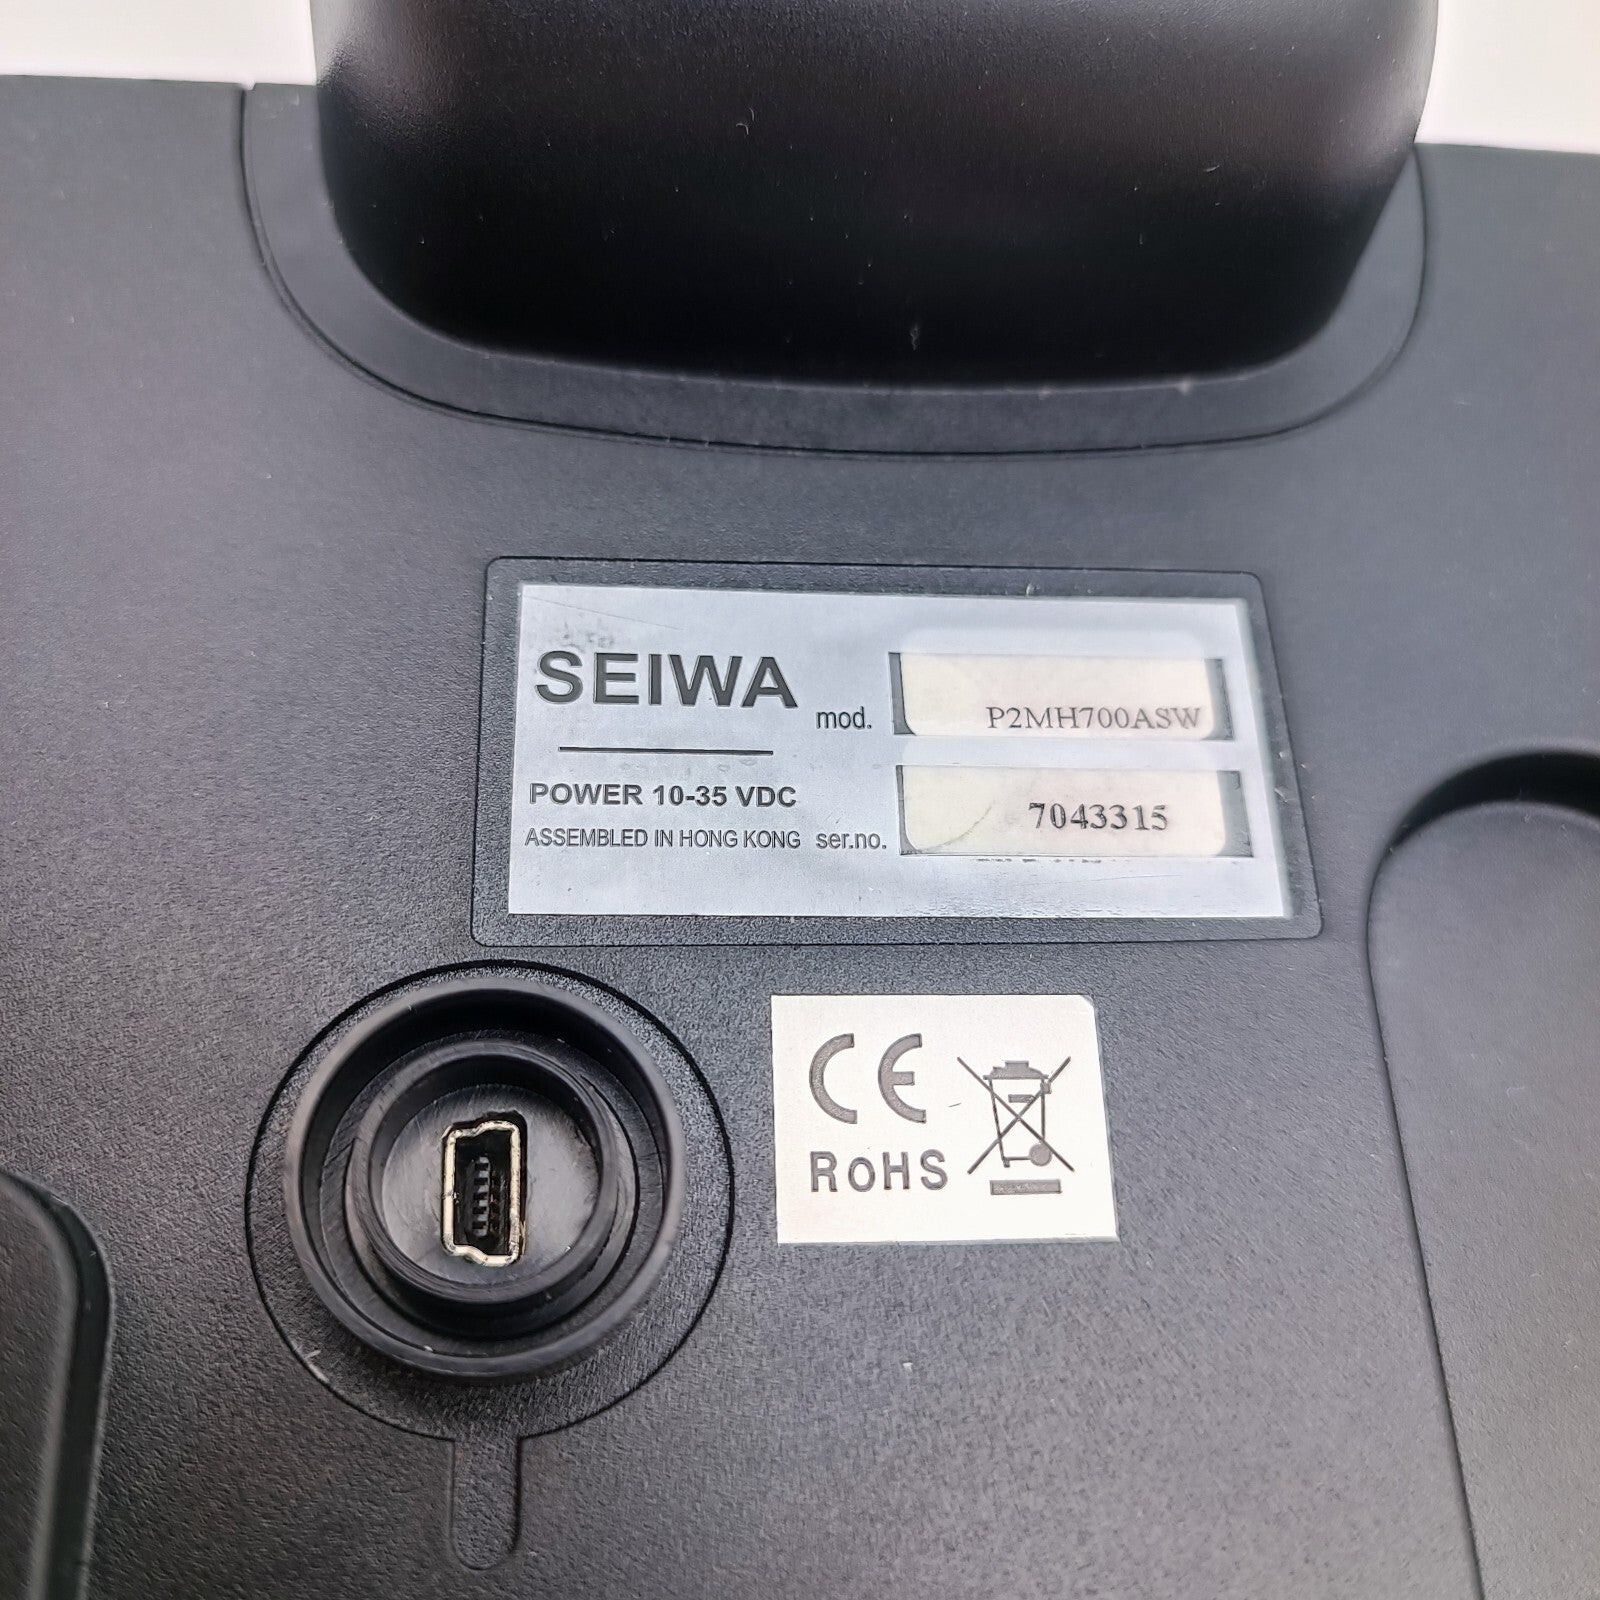 SEIWA
mod. P2MH700ASW
POWER 10-35 VDC
ASSEMBLED IN HONG KONG ser.no. 7043315
CE
RoHS